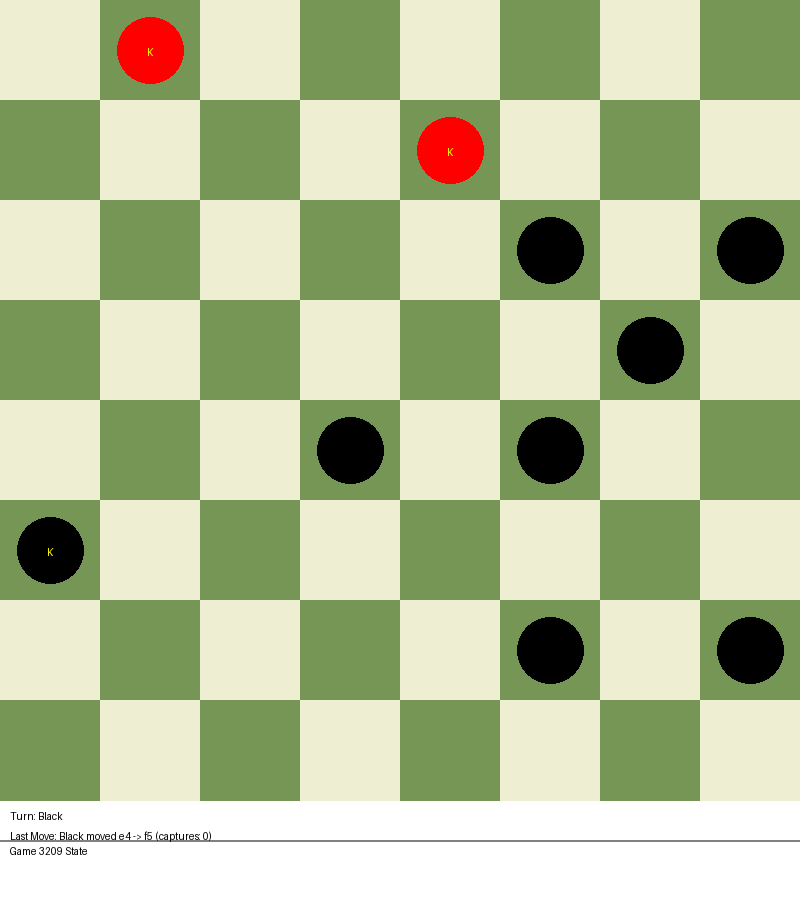 K
K
K
Turn: Black
Last Move: Black moved e4 -> f5 (captures: 0)
Game 3209 State